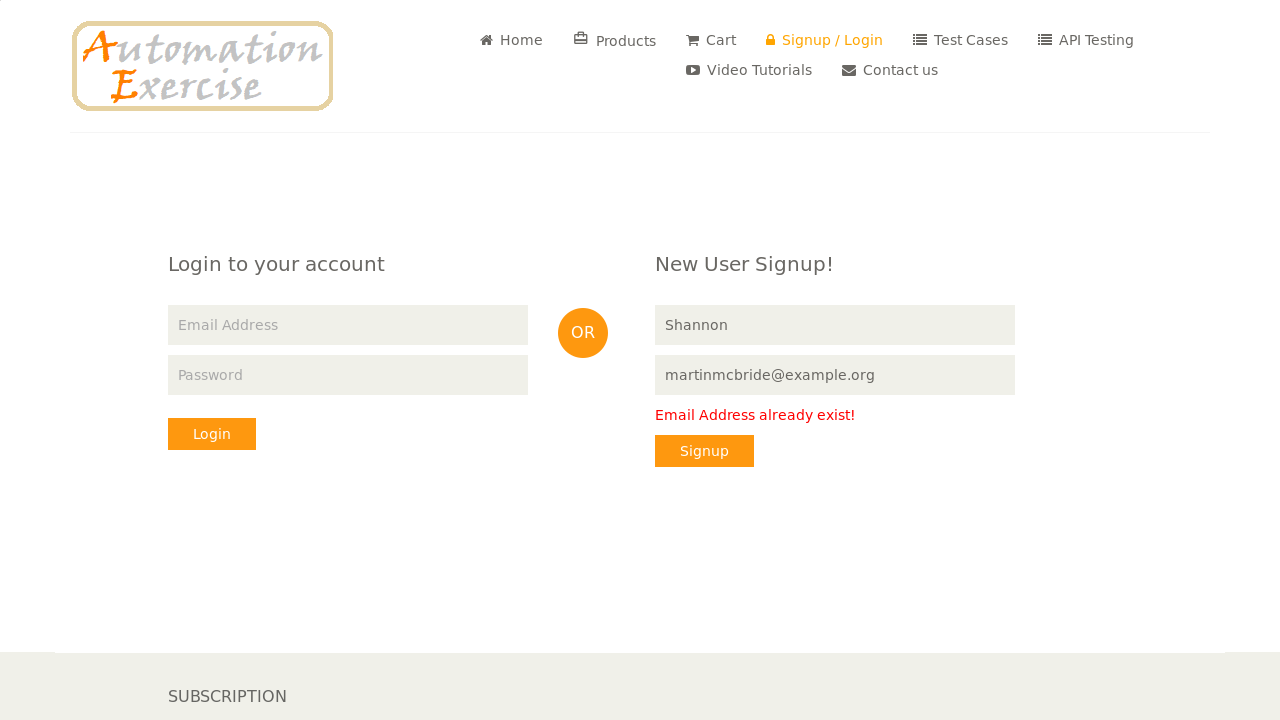 Automation
Exercise
Home
Products
Cart
Signup / Login
Test Cases
API Testing
Video Tutorials
Contact us
Login to your account
Email Address
Password
Login
OR
New User Signup!
Shannon
martinmcbride@example.org
Email Address already exist!
Signup
SUBSCRIPTION